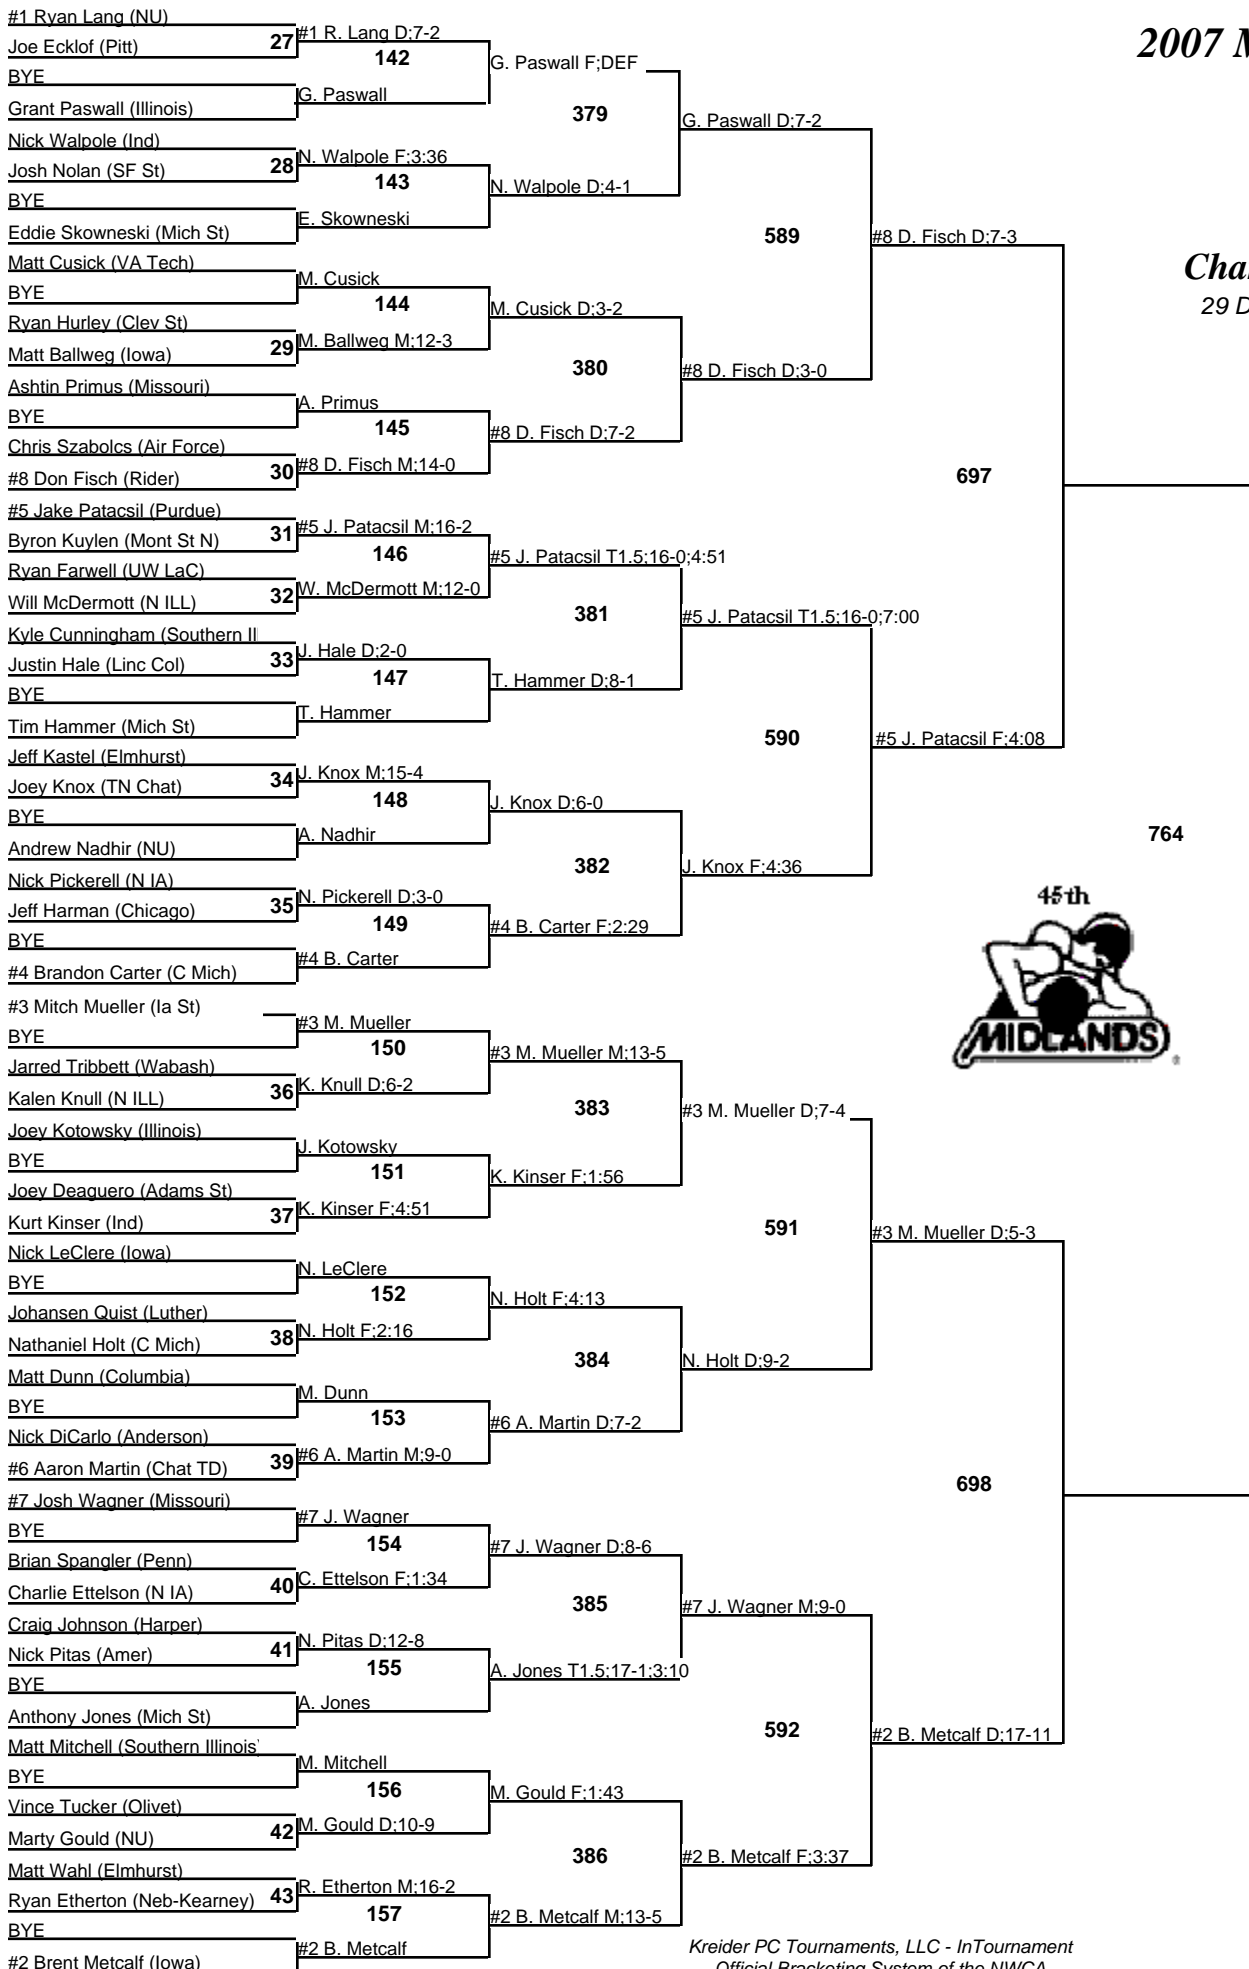 #1 Ryan Lang (NU)
Joe Ecklof (Pitt)
BYE
Grant Paswall (Illinois)
Nick Walpole (Ind)
Josh Nolan (SF St)
BYE
Eddie Skowneski (Mich St)
Matt Cusick (VA Tech)
BYE
Ryan Hurley (Clev St)
Matt Ballweg (Iowa)
Ashtin Primus (Missouri)
BYE
Chris Szabolcs (Air Force)
#8 Don Fisch (Rider)
#5 Jake Patacsil (Purdue)
Byron Kuylen (Mont St N)
Ryan Farwell (UW LaC)
Will McDermott (N ILL)
Kyle Cunningham (Southern Il
Justin Hale (Linc Col)
BYE
Tim Hammer (Mich St)
Jeff Kastel (Elmhurst)
Joey Knox (TN Chat)
BYE
Andrew Nadhir (NU)
Nick Pickerell (N IA)
Jeff Harman (Chicago)
BYE
#4 Brandon Carter (C Mich)
#3 Mitch Mueller (Ia St)
BYE
Jarred Tribbett (Wabash)
Kalen Knull (N ILL)
Joey Kotowsky (Illinois)
BYE
Joey Deaguero (Adams St)
Kurt Kinser (Ind)
Nick LeClere (Iowa)
BYE
Johansen Quist (Luther)
Nathaniel Holt (C Mich)
Matt Dunn (Columbia)
BYE
Nick DiCarlo (Anderson)
#6 Aaron Martin (Chat TD)
#7 Josh Wagner (Missouri)
BYE
Brian Spangler (Penn)
Charlie Ettelson (N IA)
Craig Johnson (Harper)
Nick Pitas (Amer)
BYE
Anthony Jones (Mich St)
Matt Mitchell (Southern Illinois
BYE
Vince Tucker (Olivet)
Marty Gould (NU)
Matt Wahl (Elmhurst)
Ryan Etherton (Neb-Kearney)
BYE
#2 Brent Metcalf (Iowa)
27
28
29
30
31
32
33
34
35
36
37
38
39
40
41
42
43
#1 R. Lang D;7-2
142
G. Paswall
N. Walpole F;3:36
143
E. Skowneski
M. Cusick
144
M. Ballweg M;12-3
A. Primus
145
#8 D. Fisch M;14-0
#5 J. Patacsil M;16-2
146
W. McDermott M;12-0
J. Hale D;2-0
147
T. Hammer
J. Knox M;15-4
148
A. Nadhir
N. Pickerell D;3-0
149
#4 B. Carter
#3 M. Mueller
150
K. Knull D;6-2
J. Kotowsky
151
K. Kinser F;4:51
N. LeClere
152
N. Holt F;2:16
M. Dunn
153
#6 A. Martin M;9-0
#7 J. Wagner
154
C. Ettelson F;1:34
N. Pitas D;12-8
155
A. Jones
M. Mitchell
156
M. Gould D;10-9
R. Etherton M;16-2
157
#2 B. Metcalf
G. Paswall F;DEF
379
N. Walpole D;4-1
M. Cusick D;3-2
380
#8 D. Fisch D;7-2
#5 J. Patacsil T1.5;16-0;4:51
381
T. Hammer D;8-1
J. Knox D;6-0
382
#4 B. Carter F;2:29
#3 M. Mueller M;13-5
383
K. Kinser F;1:56
N. Holt F;4:13
384
#6 A. Martin D;7-2
#7 J. Wagner D;8-6
385
A. Jones T1.5;17-1;3:10
M. Gould F;1:43
386
#2 B. Metcalf M;13-5
G. Paswall D;7-2
589
#8 D. Fisch D;3-0
#5 J. Patacsil T1.5;16-0;7:00
590
J. Knox F;4:36
#3 M. Mueller D;7-4
591
N. Holt D;9-2
#7 J. Wagner M;9-0
592
#2 B. Metcalf F;3:37
#8 D. Fisch D;7-3
697
#5 J. Patacsil F;4:08
#3 M. Mueller D;5-3
698
#2 B. Metcalf D;17-11
2007 M
Cha
29 D
764
45th
MIDLANDS
Kreider PC Tournaments, LLC - InTournament
Official Bracketing System of the NWCA